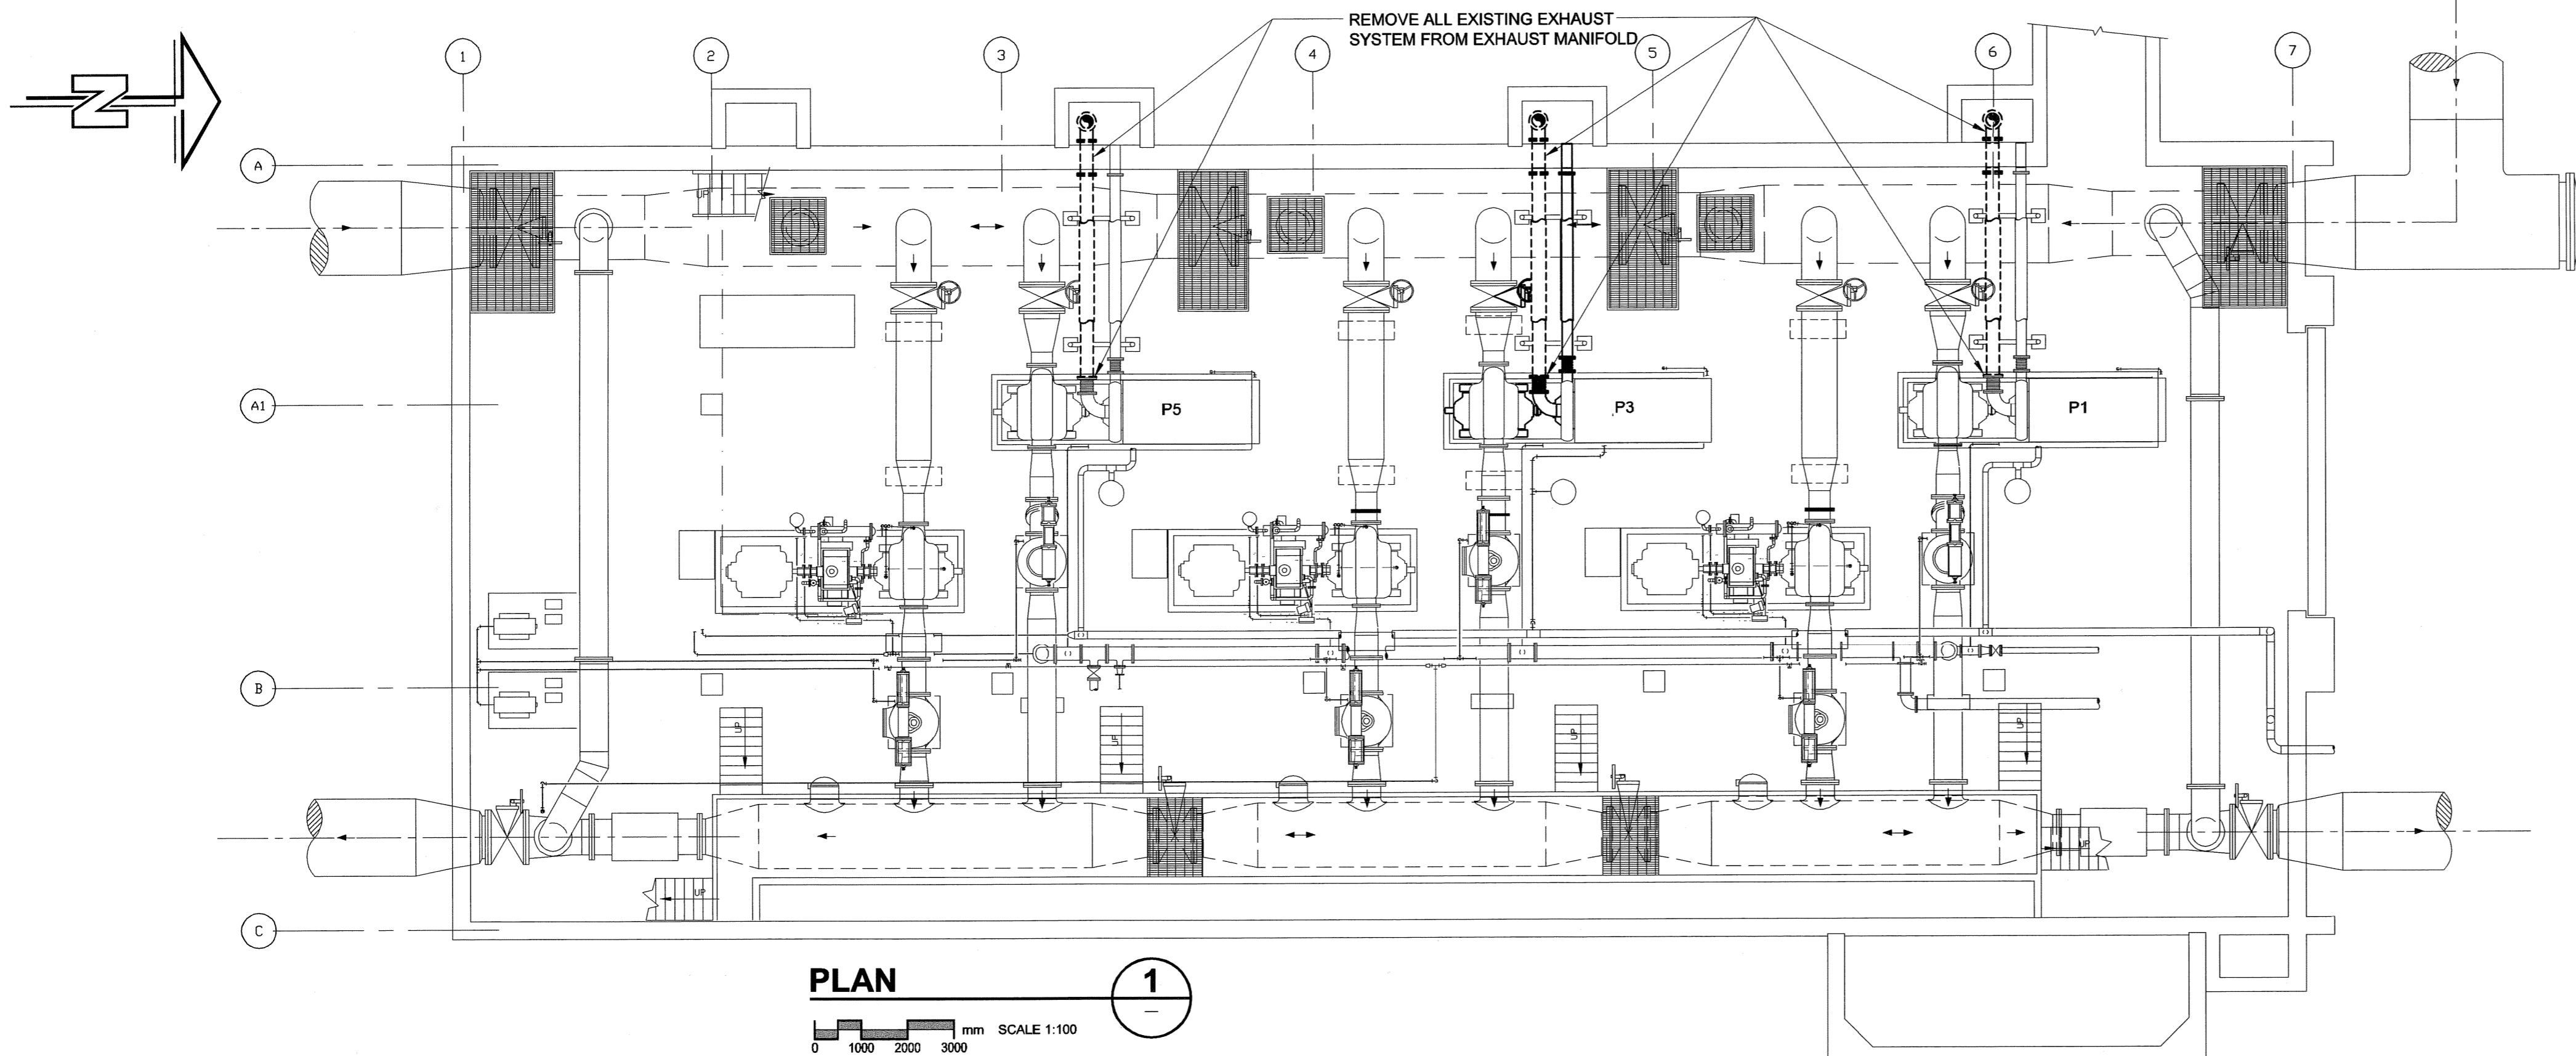 REMOVE ALL EXISTING EXHAUST
SYSTEM FROM EXHAUST MANIFOLD
1
2
3
4
5
6
7
N
A
UP
A1
P5
P3
P1
B
UP
UP
UP
UP
UP
UP
C
PLAN
1
mm SCALE 1:100
0 1000 2000 3000